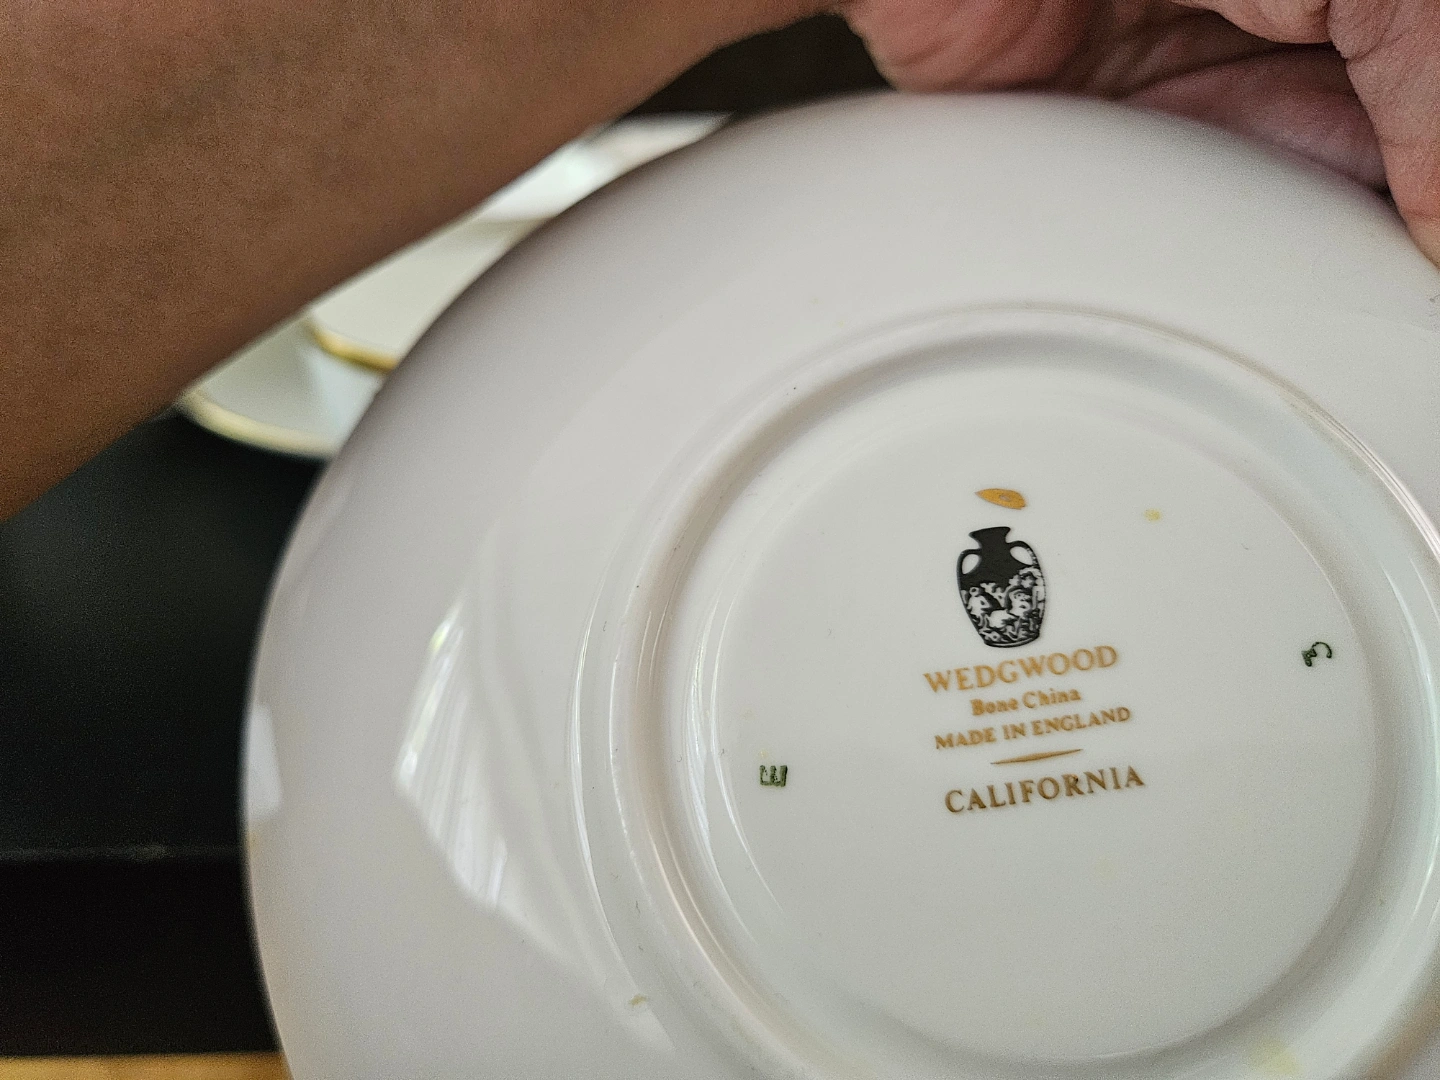 WEDGWOOD
Bone China
MADE IN ENGLAND
CALIFORNIA
E